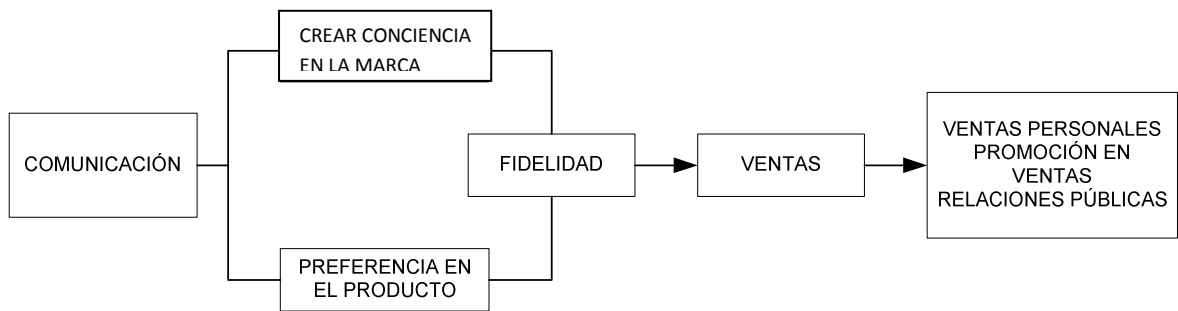 CREAR CONCIENCIA
EN LA MARCA
COMUNICACIÓN
FIDELIDAD
VENTAS
VENTAS PERSONALES
PROMOCIÓN EN
VENTAS
RELACIONES PÚBLICAS
PREFERENCIA EN
EL PRODUCTO